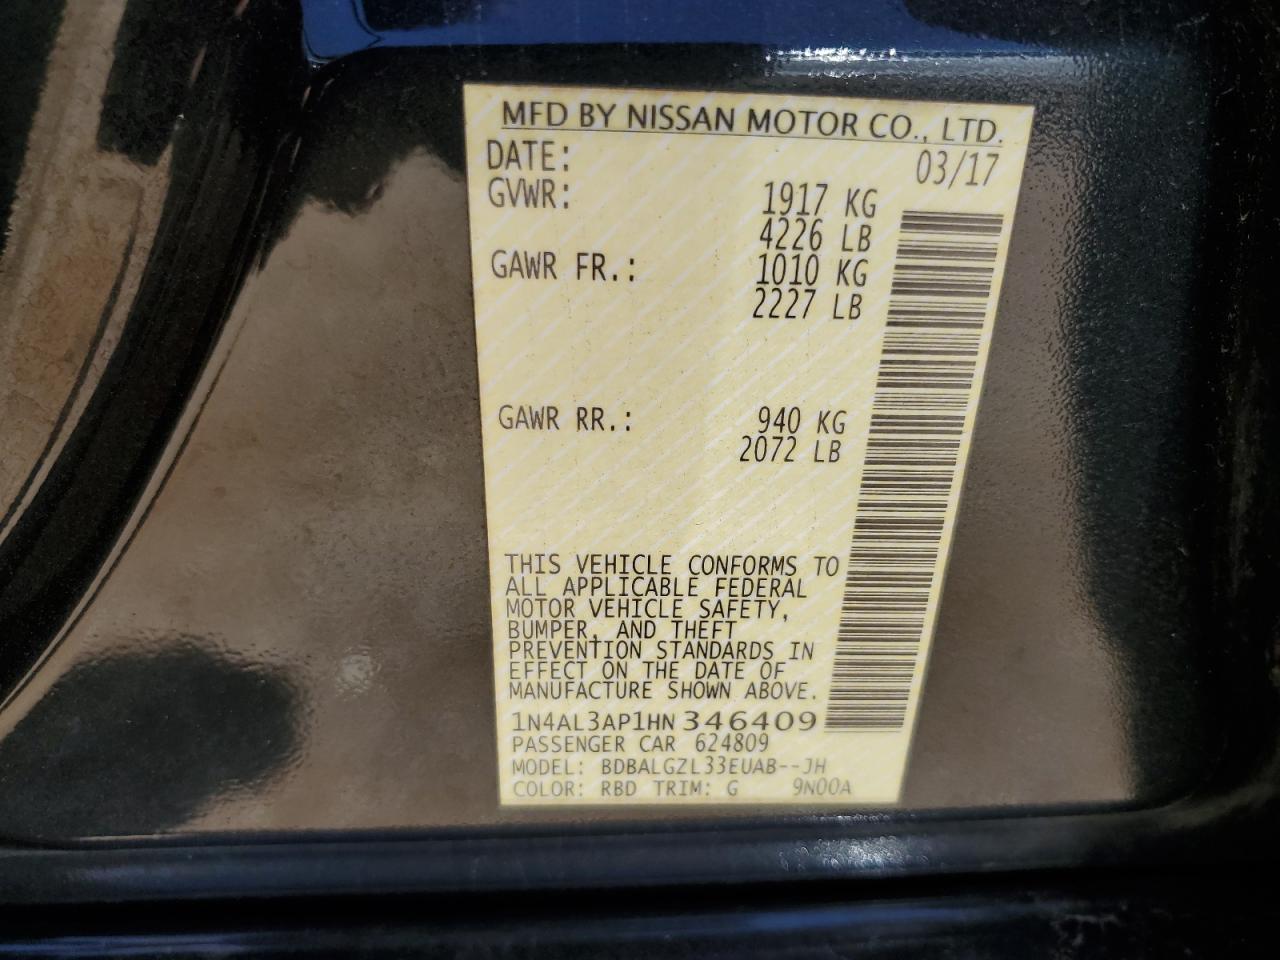 MFD BY NISSAN MOTOR CO., LTD.
DATE: 03/17
GVWR: 1917 KG
4226 LB
GAWR FR.: 1010 KG
2227 LB
GAWR RR.: 940 KG
2072 LB
THIS VEHICLE CONFORMS TO
ALL APPLICABLE FEDERAL
MOTOR VEHICLE SAFETY,
BUMPER, AND THEFT
PREVENTION STANDARDS IN
EFFECT ON THE DATE OF
MANUFACTURE SHOWN ABOVE.
1N4AL3AP1HN346409
PASSENGER CAR 624809
MODEL: BDBALGZL33EUAB--JH
COLOR: RBD TRIM: G 9N00A